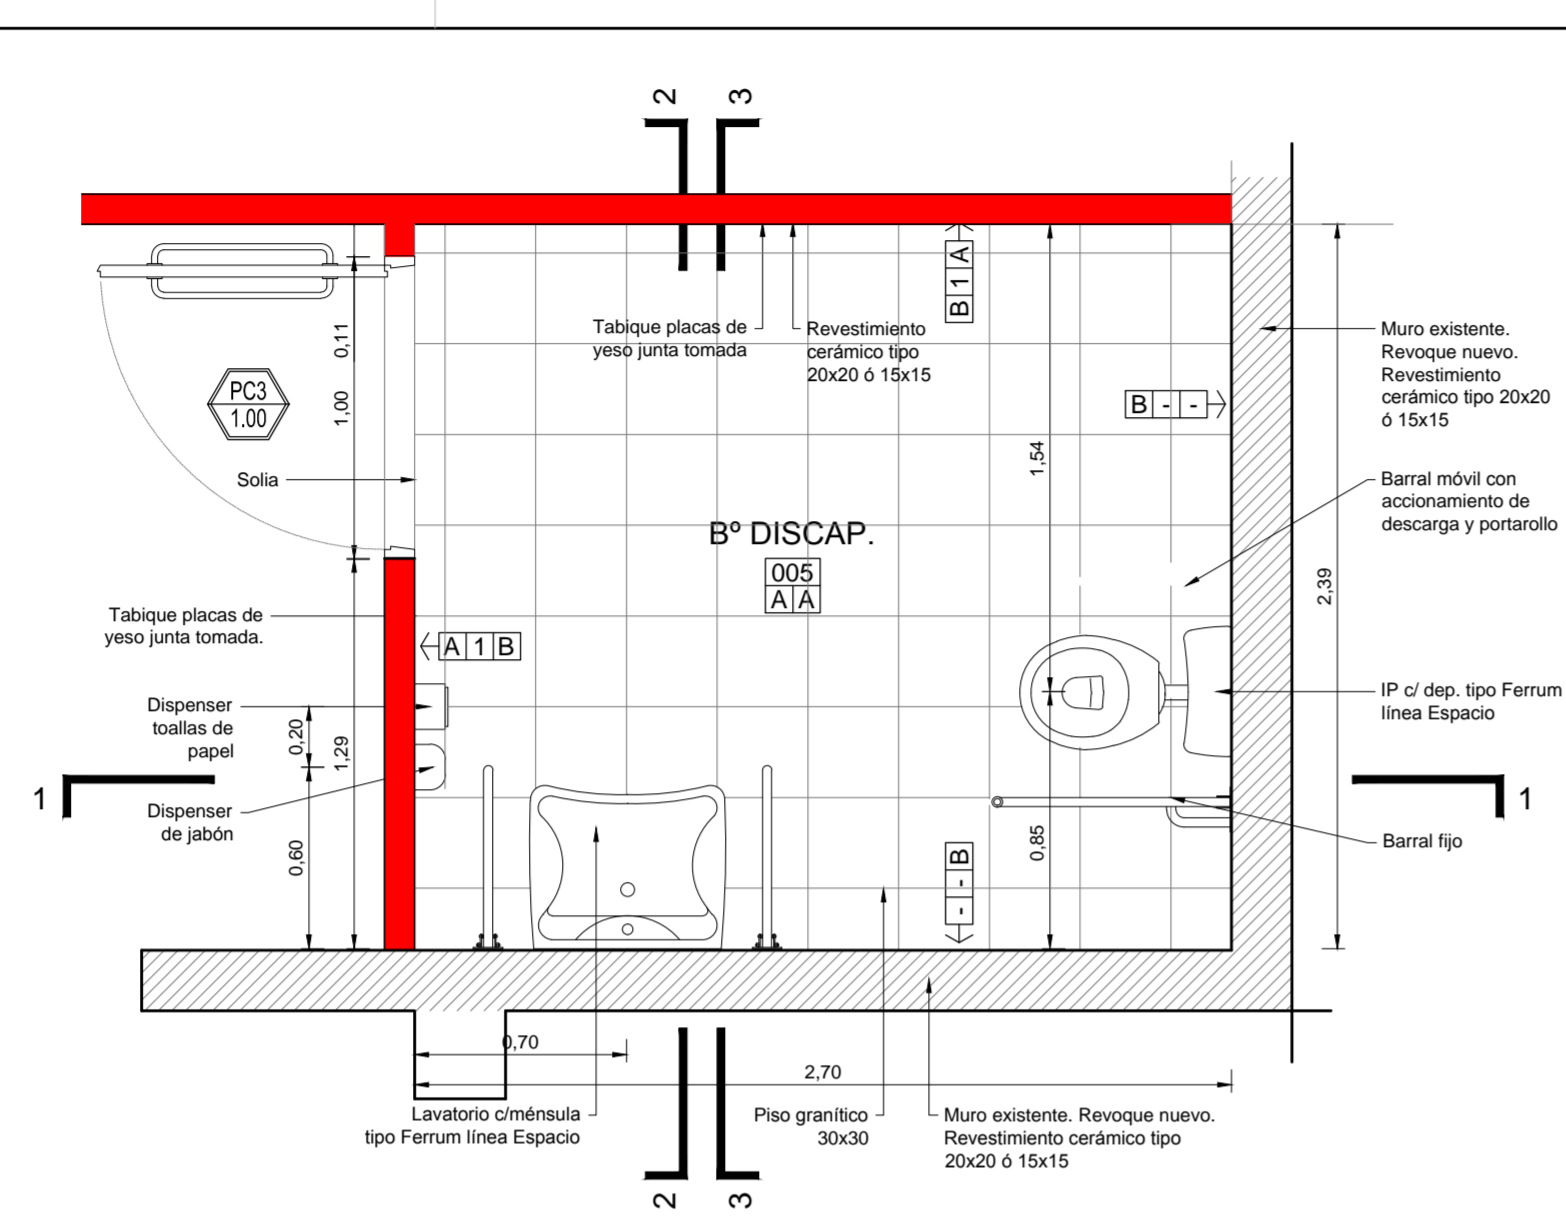 2
3
Tabique placas de
yeso junta tomada
Revestimiento
cerámico tipo
20x20 ó 15x15
B 1 A
Muro existente.
Revoque nuevo.
Revestimiento
cerámico tipo 20x20
ó 15x15
0,11
PC3
1.00
1,00
B - -
1,54
Solia
Barral móvil con
accionamiento de
descarga y portarollo
Bº DISCAP.
005
A A
2,39
Tabique placas de
yeso junta tomada.
A 1 B
Dispenser
toallas de
papel
0,20
1,29
IP c/ dep. tipo Ferrum
línea Espacio
1
1
Dispenser
de jabón
0,60
0,85
- - B
Barral fijo
0,70
2,70
Lavatorio c/ménsula
tipo Ferrum línea Espacio
Piso granítico
30x30
Muro existente. Revoque nuevo.
Revestimiento cerámico tipo
20x20 ó 15x15
2
3